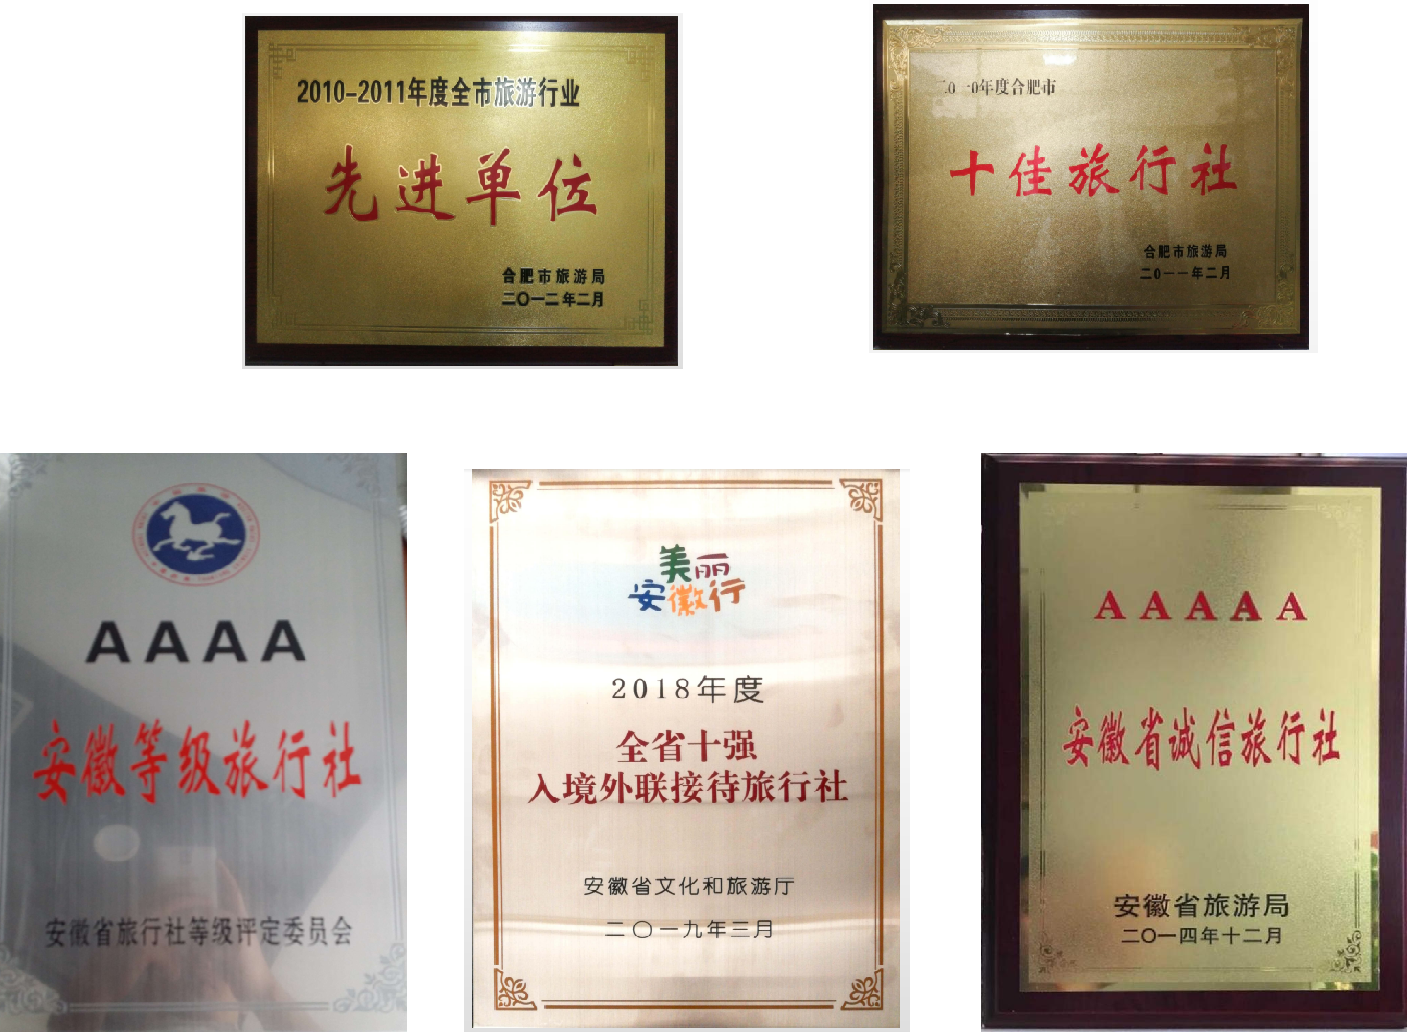 2010-2011年度全市旅游行业
先进单位
合肥市旅游局
二〇一二年二月
二0一0年度合肥市
十佳旅行社
合肥市旅游局
二0一一年二月
AAAA
安徽等级旅行社
安徽省旅行社等级评定委员会
美丽
安徽行
2018年度
全省十强
入境外联接待旅行社
安徽省文化和旅游厅
二〇一九年三月
AAAAA
安徽省诚信旅行社
安徽省旅游局
二〇一四年十二月